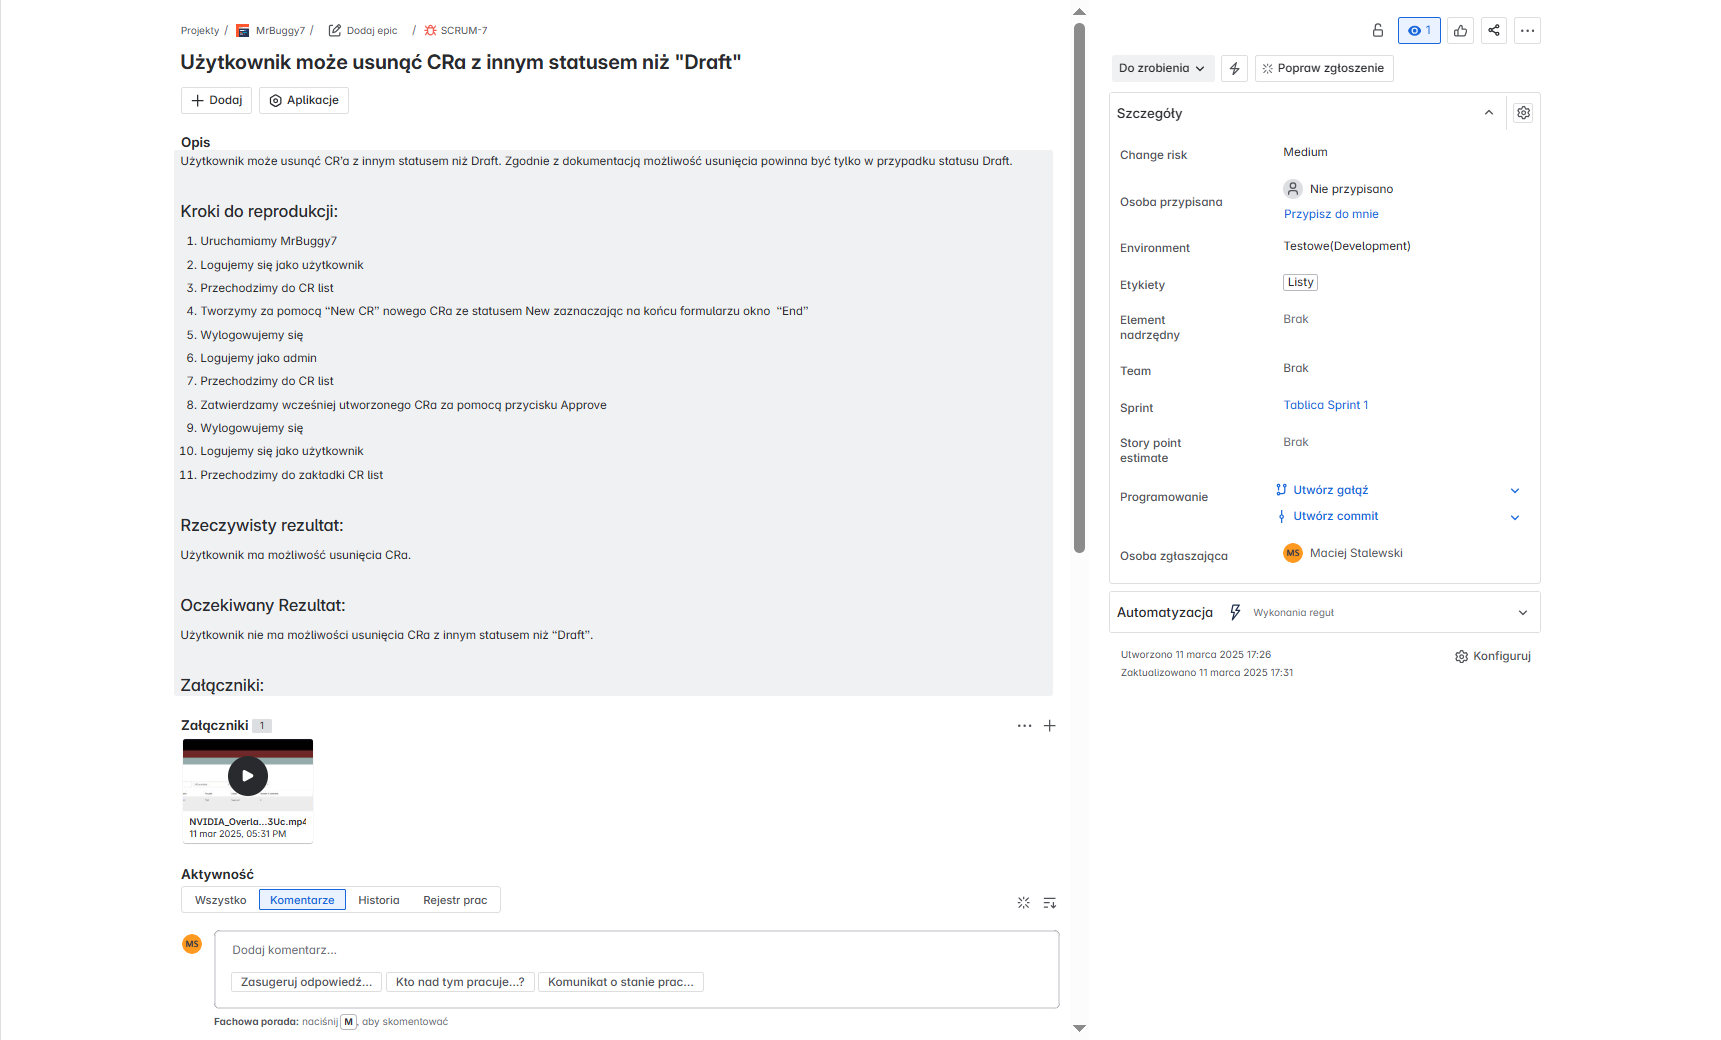 Projekty / MrBuggy7 / Dodaj epic / SCRUM-7
Użytkownik może usunąć CRa z innym statusem niż "Draft"
Dodaj Aplikacje
Opis
Użytkownik może usunąć CR'a z innym statusem niż Draft. Zgodnie z dokumentacją możliwość usunięcia powinna być tylko w przypadku statusu Draft.
Kroki do reprodukcji:
1. Uruchamiamy MrBuggy7
2. Logujemy się jako użytkownik
3. Przechodzimy do CR list
4. Tworzymy za pomocą “New CR” nowego CRa ze statusem New zaznaczając na końcu formularzu okno “End”
5. Wylogowujemy się
6. Logujemy jako admin
7. Przechodzimy do CR list
8. Zatwierdzamy wcześniej utworzonego CRa za pomocą przycisku Approve
9. Wylogowujemy się
10. Logujemy się jako użytkownik
11. Przechodzimy do zakładki CR list
Rzeczywisty rezultat:
Użytkownik ma możliwość usunięcia CRa.
Oczekiwany Rezultat:
Użytkownik nie ma możliwości usunięcia CRa z innym statusem niż “Draft”.
Załączniki:
Załączniki 1
NVIDIA_Overla...3Uc.mp4
11 mar 2025, 05:31 PM
Aktywność
Wszystko Komentarze Historia Rejestr prac
MS
Dodaj komentarz...
Zasugeruj odpowiedź... Kto nad tym pracuje...? Komunikat o stanie prac...
Fachowa porada: naciśnij M, aby skomentować
1
Do zrobienia Popraw zgłoszenie
Szczegóły
Change risk Medium
Osoba przypisana Nie przypisano
Przypisz do mnie
Environment Testowe(Development)
Etykiety Listy
Element nadrzędny Brak
Team Brak
Sprint Tablica Sprint 1
Story point estimate Brak
Programowanie Utwórz gałąź
Utwórz commit
Osoba zgłaszająca MS Maciej Stalewski
Automatyzacja Wykonania reguł
Utworzono 11 marca 2025 17:26
Konfiguruj
Zaktualizowano 11 marca 2025 17:31